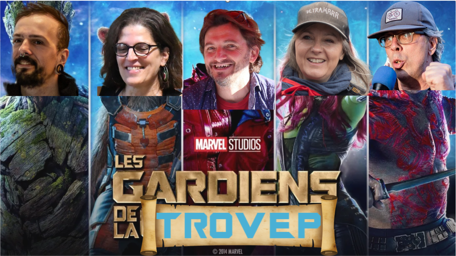 MARVEL STUDIOS
LES
GARDIENS
DE
LA TROVEP
© 2014 MARVEL